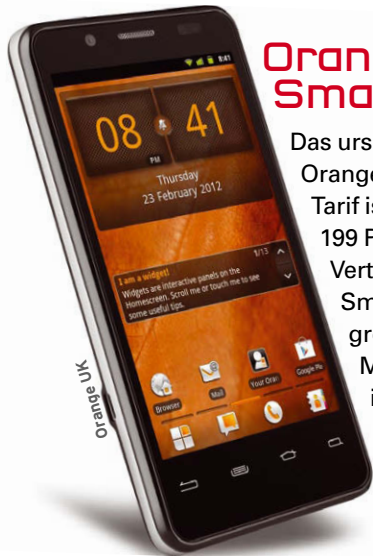 Oran
Sma
Das urs
Orange
Tarif is
199 P
Vert
Sm
gr
M
i
8:41
08 41
PM
Thursday
23 February 2012
I am a widget! 1/13
Widgets are interactive panels on the
Homescreen. Scroll me or touch me to see
some useful tips.
Browser Mail Your Oran Google Pla
Orange UK